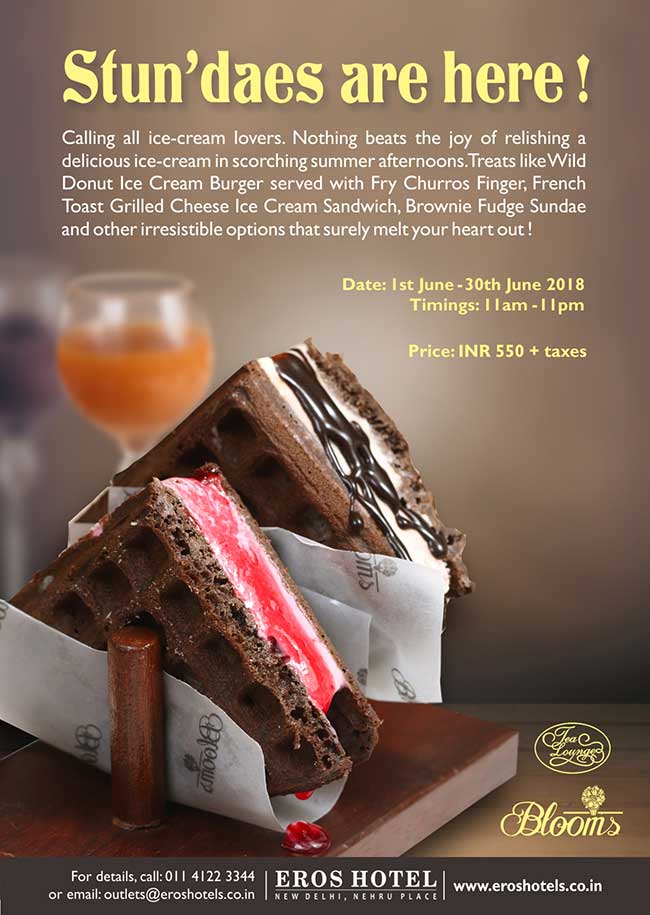 Stun'daes are here !
Calling all ice-cream lovers. Nothing beats the joy of relishing a
delicious ice-cream in scorching summer afternoons.Treats like Wild
Donut Ice Cream Burger served with Fry Churros Finger, French
Toast Grilled Cheese Ice Cream Sandwich, Brownie Fudge Sundae
and other irresistible options that surely melt your heart out !
Date: 1st June -30th June 2018
Timings: 11am -11pm
Price: INR 550 + taxes
Blooms
Tea
Lounge
Blooms
For details, call: 011 4122 3344
or email: outlets@eroshotels.co.in
EROS HOTEL
NEW DELHI, NEHRU PLACE
www.eroshotels.co.in